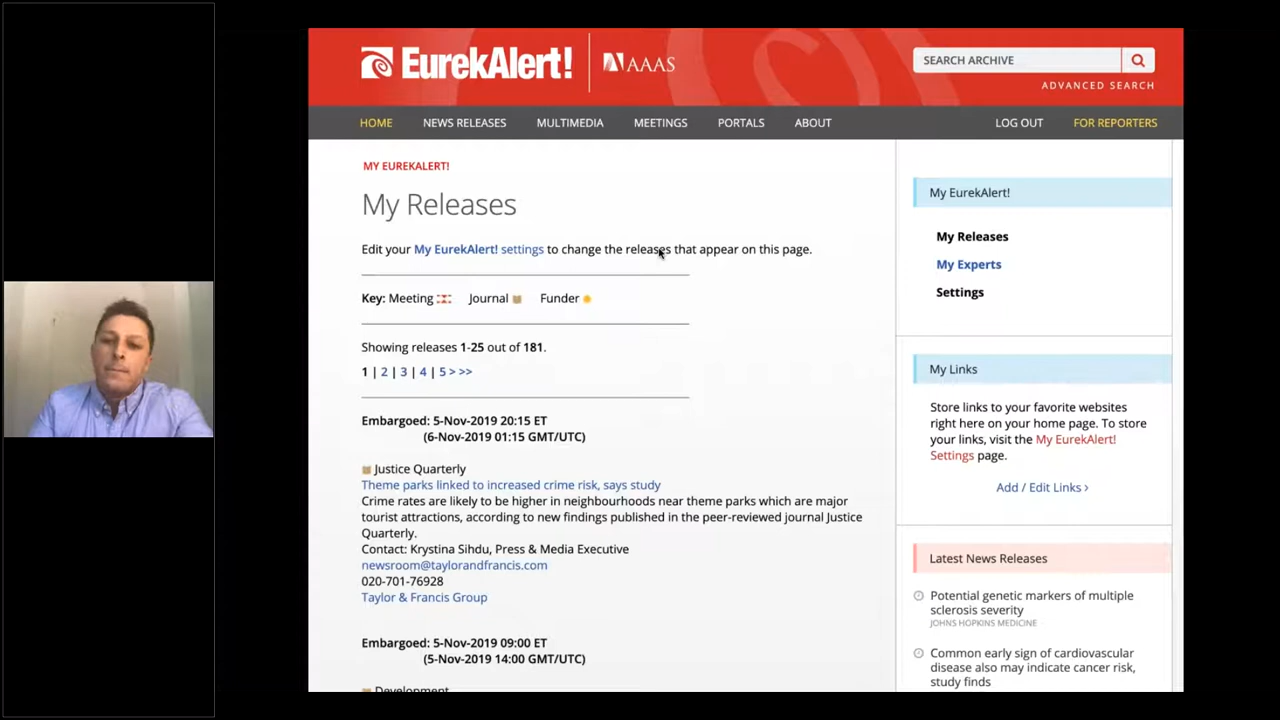 EurekAlert! AAAS
SEARCH ARCHIVE
ADVANCED SEARCH
HOME NEWS RELEASES MULTIMEDIA MEETINGS PORTALS ABOUT LOG OUT FOR REPORTERS
MY EUREKALERT!
My Releases
Edit your My EurekAlert! settings to change the releases that appear on this page.
Key: Meeting Journal Funder
Showing releases 1-25 out of 181.
1 | 2 | 3 | 4 | 5 > >>
Embargoed: 5-Nov-2019 20:15 ET
(6-Nov-2019 01:15 GMT/UTC)
Justice Quarterly
Theme parks linked to increased crime risk, says study
Crime rates are likely to be higher in neighbourhoods near theme parks which are major
tourist attractions, according to new findings published in the peer-reviewed journal Justice
Quarterly.
Contact: Krystina Sihdu, Press & Media Executive
newsroom@taylorandfrancis.com
020-701-76928
Taylor & Francis Group
Embargoed: 5-Nov-2019 09:00 ET
(5-Nov-2019 14:00 GMT/UTC)
Development
My EurekAlert!
My Releases
My Experts
Settings
My Links
Store links to your favorite websites
right here on your home page. To store
your links, visit the My EurekAlert!
Settings page.
Add / Edit Links ›
Latest News Releases
Potential genetic markers of multiple
sclerosis severity
JOHNS HOPKINS MEDICINE
Common early sign of cardiovascular
disease also may indicate cancer risk,
study finds